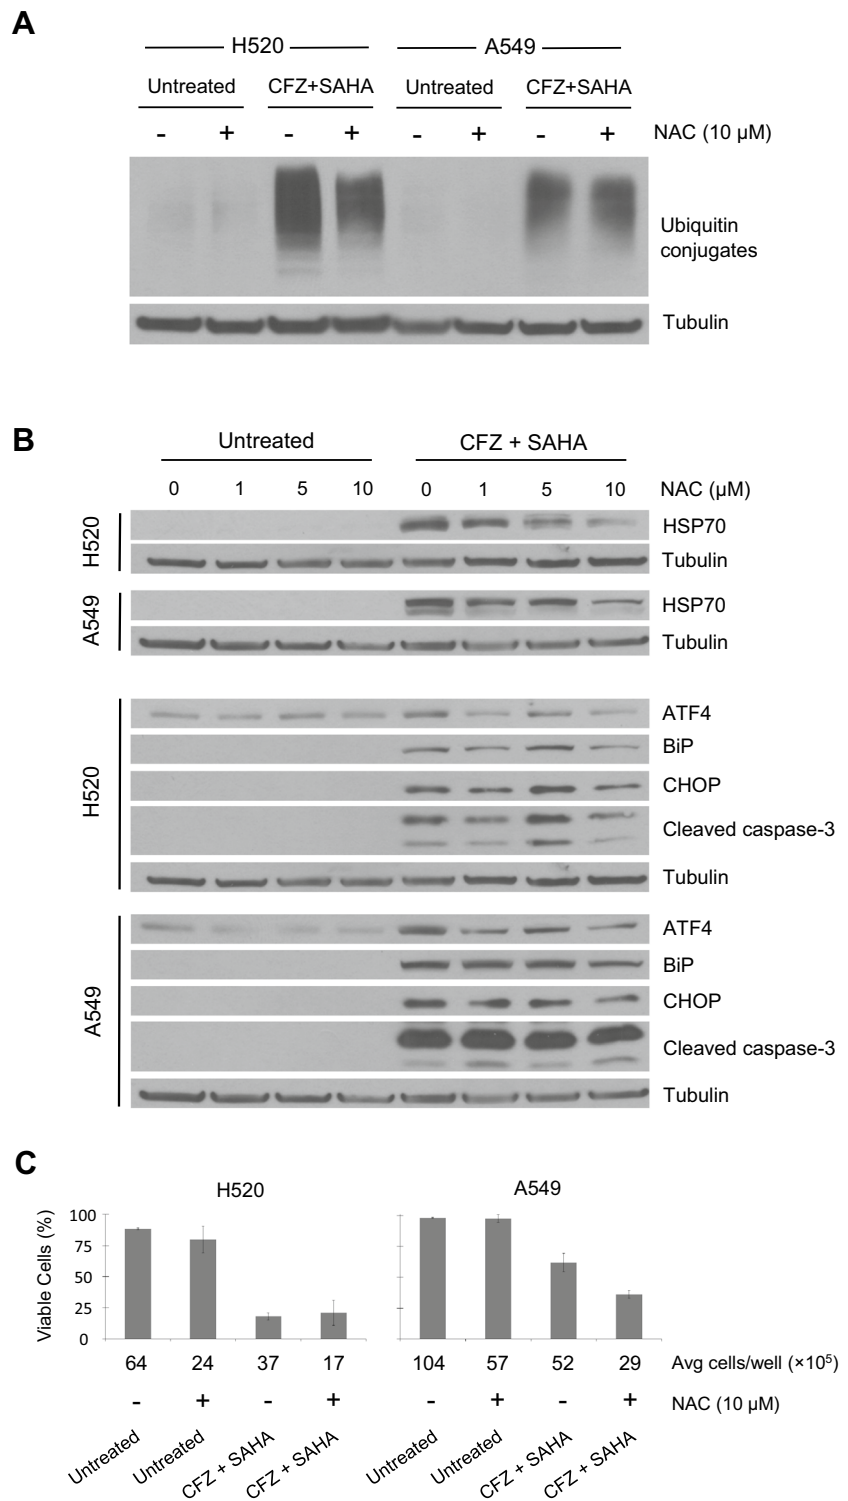 A
H520 A549
Untreated CFZ+SAHA Untreated CFZ+SAHA
- + - + - + - + NAC (10 μM)
Ubiquitin
conjugates
Tubulin
B
Untreated CFZ + SAHA
0 1 5 10 0 1 5 10 NAC (μM)
H520
HSP70
Tubulin
A549
HSP70
Tubulin
H520
ATF4
BiP
CHOP
Cleaved caspase-3
Tubulin
A549
ATF4
BiP
CHOP
Cleaved caspase-3
Tubulin
C
H520 A549
Viable Cells (%)
100
75
50
25
0
64 24 37 17 104 57 52 29 Avg cells/well (×10⁵)
- + - + - + - + NAC (10 μM)
Untreated Untreated CFZ + SAHA CFZ + SAHA Untreated Untreated CFZ + SAHA CFZ + SAHA